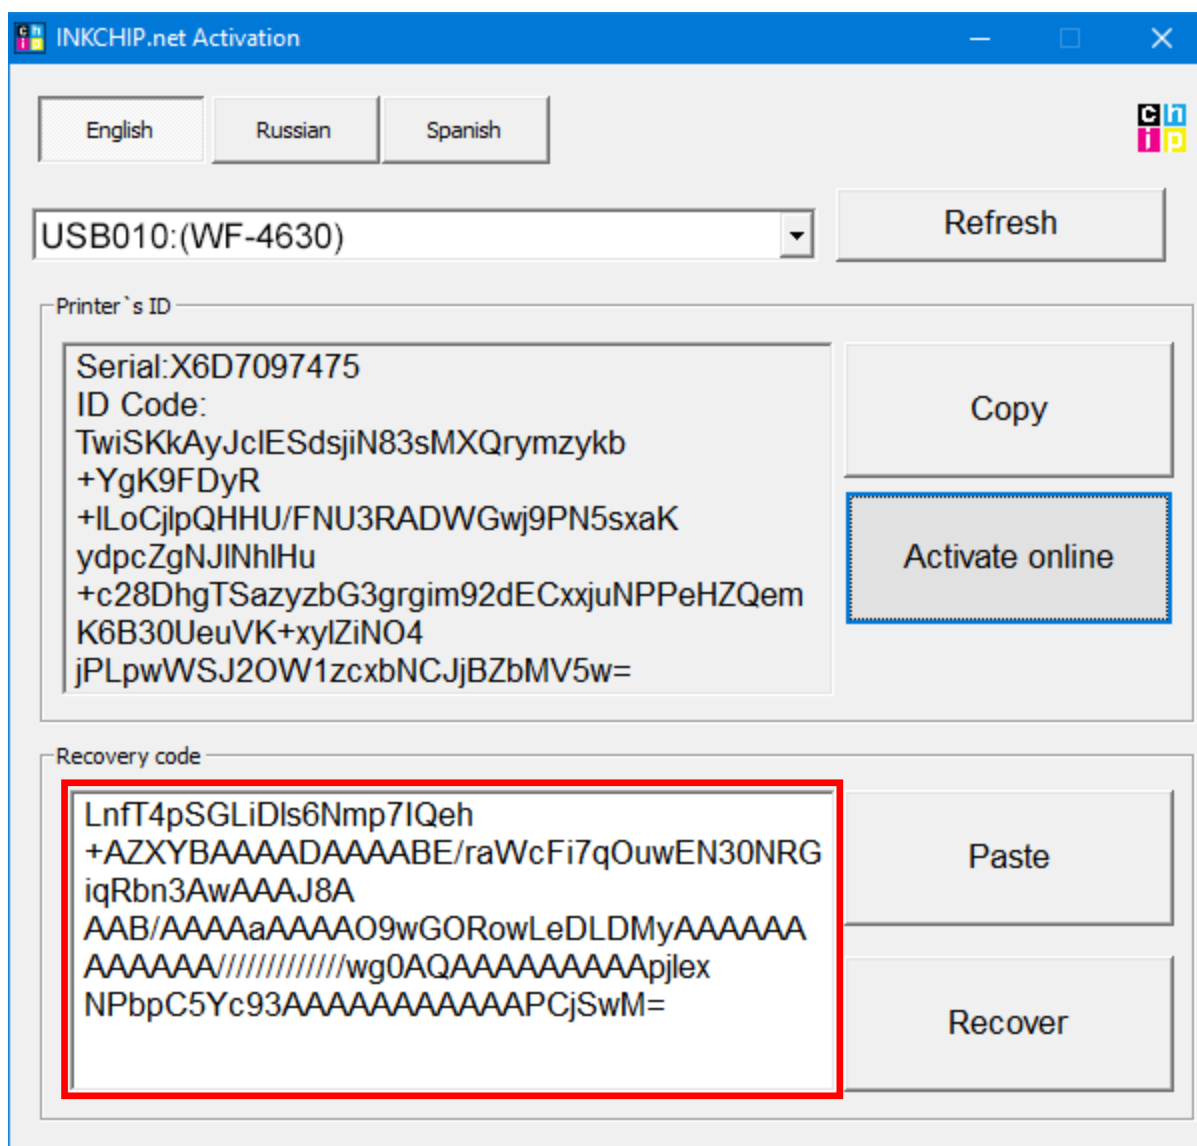 INKCHIP.net Activation
English Russian Spanish
chip
USB010:(WF-4630) Refresh
Printer`s ID
Serial:X6D7097475
ID Code:
TwiSKkAyJclESdsjiN83sMXQrymzykb
+YgK9FDyR
+lLoCjlpQHHU/FNU3RADWGwj9PN5sxaK
ydpcZgNJlNhlHu
+c28DhgTSazyzbG3grgim92dECxxjuNPPeHZQem
K6B30UeuVK+xylZiNO4
jPLpwWSJ2OW1zcxbNCJjBZbMV5w=
Copy
Activate online
Recovery code
LnfT4pSGLiDls6Nmp7IQeh
+AZXYBAAAADAAAABE/raWcFi7qOuwEN30NRG
iqRbn3AwAAAJ8A
AAB/AAAAaAAAAO9wGORowLeDLDMyAAAAAA
AAAAAA/////////////wg0AQAAAAAAAAApjlex
NPbpC5Yc93AAAAAAAAAAAPCjSwM=
Paste
Recover